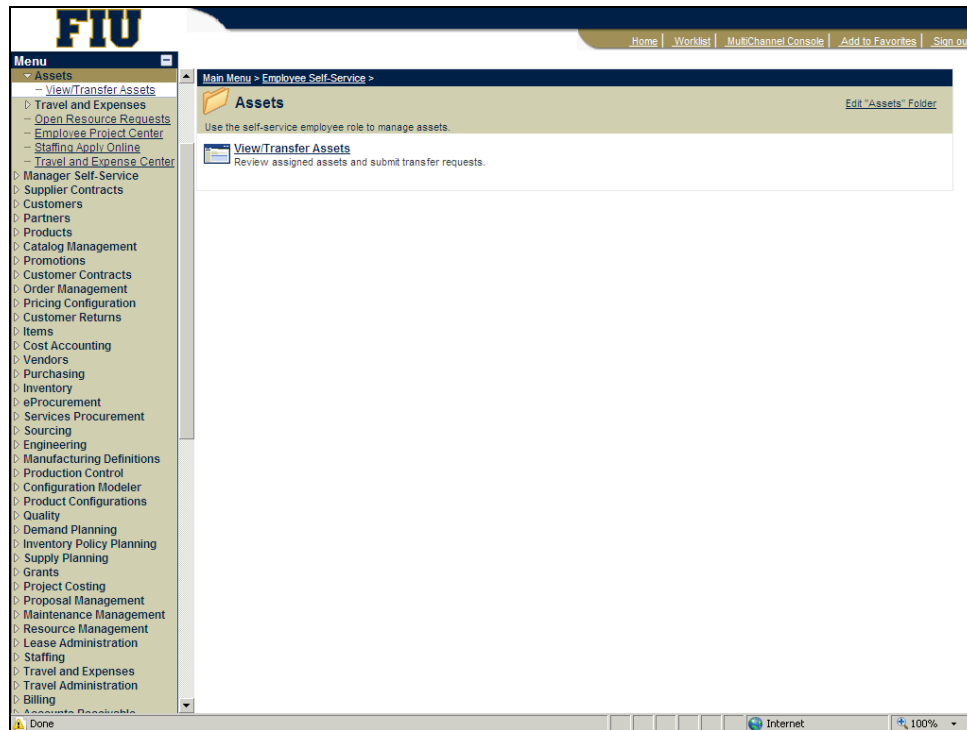 FIU
Home | Worklist | MultiChannel Console | Add to Favorites | Sign ou
Menu
Assets
View/Transfer Assets
Travel and Expenses
Open Resource Requests
Employee Project Center
Staffing Apply Online
Travel and Expense Center
Manager Self-Service
Supplier Contracts
Customers
Partners
Products
Catalog Management
Promotions
Customer Contracts
Order Management
Pricing Configuration
Customer Returns
Items
Cost Accounting
Vendors
Purchasing
Inventory
eProcurement
Services Procurement
Sourcing
Engineering
Manufacturing Definitions
Production Control
Configuration Modeler
Product Configurations
Quality
Demand Planning
Inventory Policy Planning
Supply Planning
Grants
Project Costing
Proposal Management
Maintenance Management
Resource Management
Lease Administration
Staffing
Travel and Expenses
Travel Administration
Billing
Accounts Receivable
Main Menu > Employee Self-Service >
Assets
Edit "Assets" Folder
Use the self-service employee role to manage assets.
View/Transfer Assets
Review assigned assets and submit transfer requests.
Done
Internet
100%